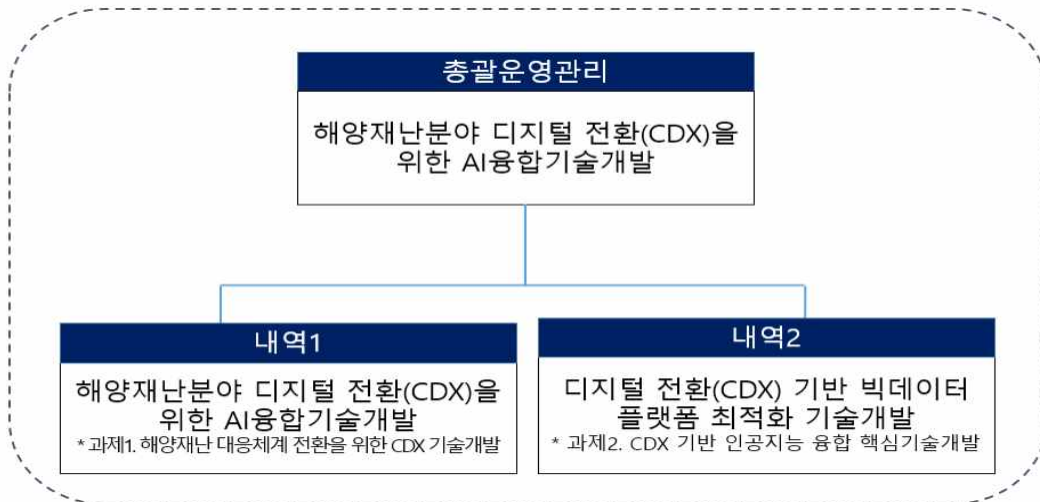 총괄운영관리
해양재난분야 디지털 전환(CDX)을
위한 AI융합기술개발
내역1
해양재난분야 디지털 전환(CDX)을
위한 AI융합기술개발
* 과제1. 해양재난 대응체계 전환을 위한 CDX 기술개발
내역2
디지털 전환(CDX) 기반 빅데이터
플랫폼 최적화 기술개발
* 과제2. CDX 기반 인공지능 융합 핵심기술개발